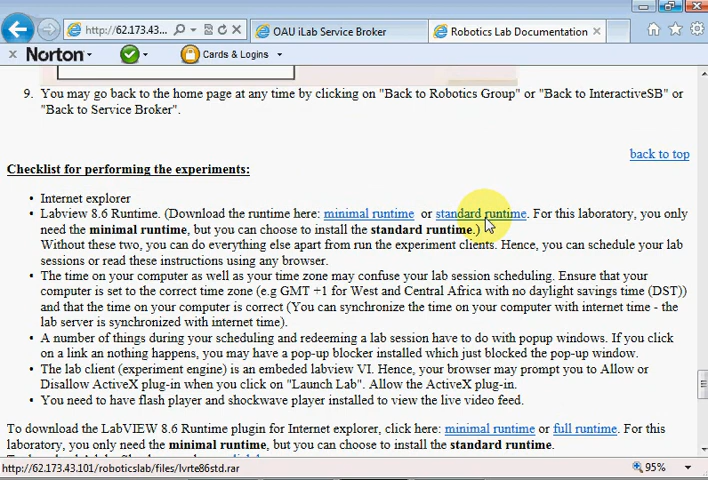 http://62.173.43...
OAU iLab Service Broker
Robotics Lab Documentation
Norton
Cards & Logins
9. You may go back to the home page at any time by clicking on "Back to Robotics Group" or "Back to InteractiveSB" or
"Back to Service Broker".
back to top
Checklist for performing the experiments:
• Internet explorer
• Labview 8.6 Runtime. (Download the runtime here: minimal runtime or standard runtime. For this laboratory, you only
need the minimal runtime, but you can choose to install the standard runtime.)
Without these two, you can do everything else apart from run the experiment clients. Hence, you can schedule your lab
sessions or read these instructions using any browser.
• The time on your computer as well as your time zone may confuse your lab session scheduling. Ensure that your
computer is set to the correct time zone (e.g GMT +1 for West and Central Africa with no daylight savings time (DST))
and that the time on your computer is correct (You can synchronize the time on your computer with internet time - the
lab server is synchronized with internet time).
• A number of things during your scheduling and redeeming a lab session have to do with popup windows. If you click
on a link an nothing happens, you may have a pop-up blocker installed which just blocked the pop-up window.
• The lab client (experiment engine) is an embeded labview VI. Hence, your browser may prompt you to Allow or
Disallow ActiveX plug-in when you click on "Launch Lab". Allow the ActiveX plug-in.
• You need to have flash player and shockwave player installed to view the live video feed.
To download the LabVIEW 8.6 Runtime plugin for Internet explorer, click here: minimal runtime or full runtime. For this
laboratory, you only need the minimal runtime, but you can choose to install the standard runtime.
http://62.173.43.101/roboticslab/files/lvrte86std.rar
95%